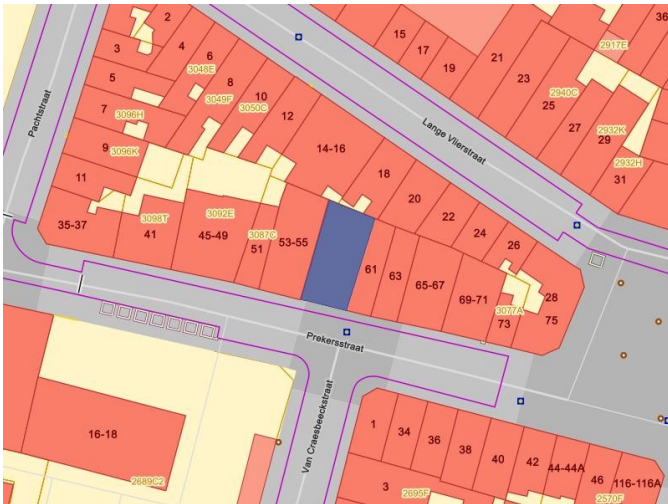 2
36
3
4
15
17
2917E
6
3048E
19
21
5
8
23
2940C
3049F
10
3050C
25
Pachtstraat
7
3096H
12
Lange Vlierstraat
27
2932K
29
9
3096K
14-16
2932H
11
18
31
20
35-37
3098T
41
3092E
45-49
3087C
51
53-55
22
24
26
61
63
65-67
69-71
28
75
3077A
73
Prekersstraat
Van Craesbeeckstraat
16-18
2689C2
1
34
36
38
40
42
44-44A
46
116-116A
3
2695F
2570F